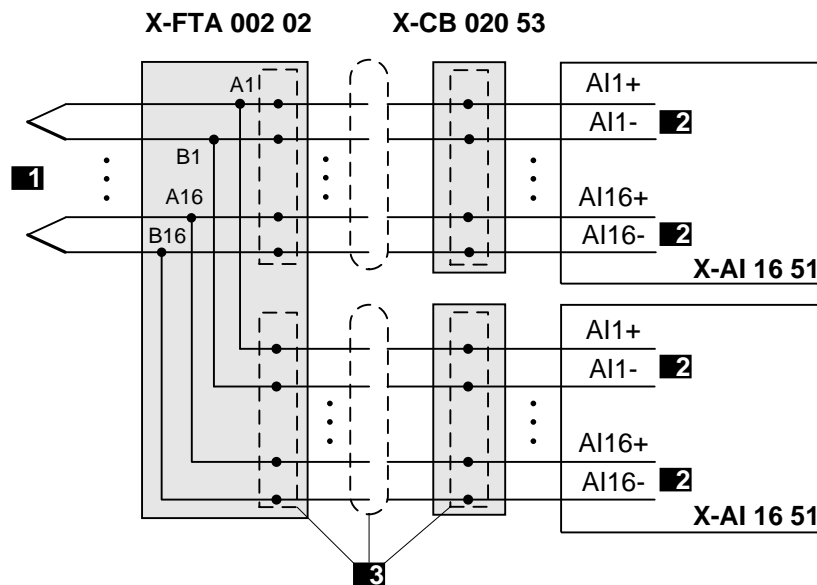 X-FTA 002 02 X-CB 020 53
A1 AI1+
B1 AI1- 2
1
A16 AI16+
B16 AI16- 2
X-AI 16 51
AI1+
AI1- 2
AI16+
AI16- 2
X-AI 16 51
3